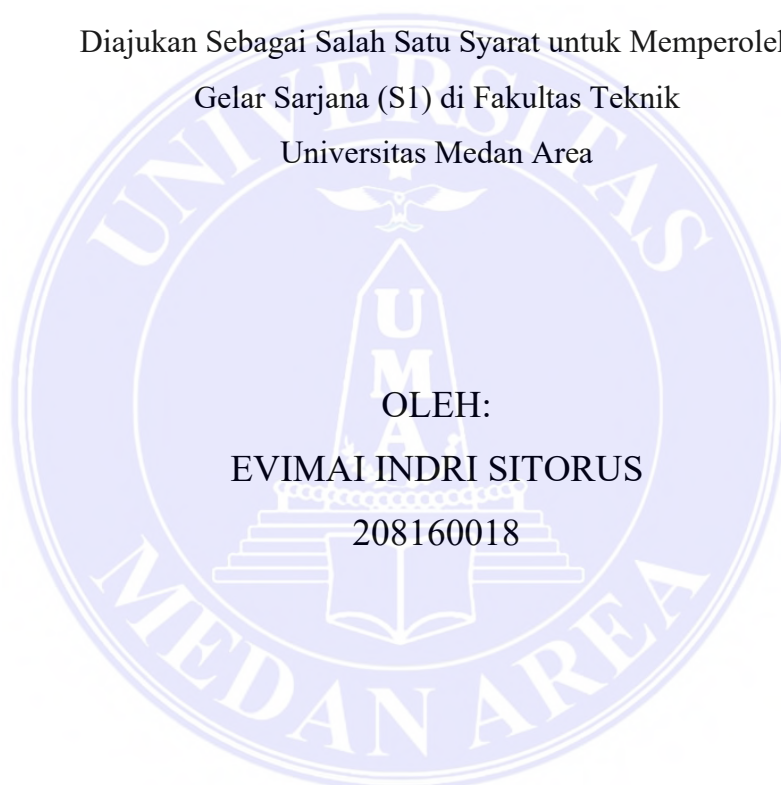 Diajukan Sebagai Salah Satu Syarat untuk Memperoleh
Gelar Sarjana (S1) di Fakultas Teknik
Universitas Medan Area
UNIVERSITAS
U
M
A
OLEH:
EVIMAI INDRI SITORUS
208160018
MEDAN AREA